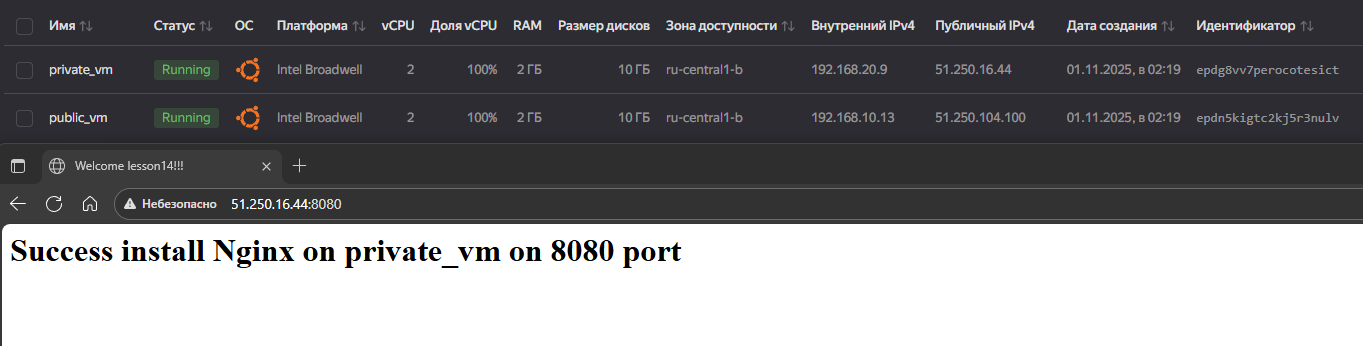 Имя Статус ОС Платформа vCPU Доля vCPU RAM Размер дисков Зона доступности Внутренний IPv4 Публичный IPv4 Дата создания Идентификатор
private_vm Running Intel Broadwell 2 100% 2 ГБ 10 ГБ ru-central1-b 192.168.20.9 51.250.16.44 01.11.2025, в 02:19 epdg8vv7perocotesict
public_vm Running Intel Broadwell 2 100% 2 ГБ 10 ГБ ru-central1-b 192.168.10.13 51.250.104.100 01.11.2025, в 02:19 epdn5kigtc2kj5r3nulv
Welcome lesson14!!!
Небезопасно 51.250.16.44:8080
Success install Nginx on private_vm on 8080 port